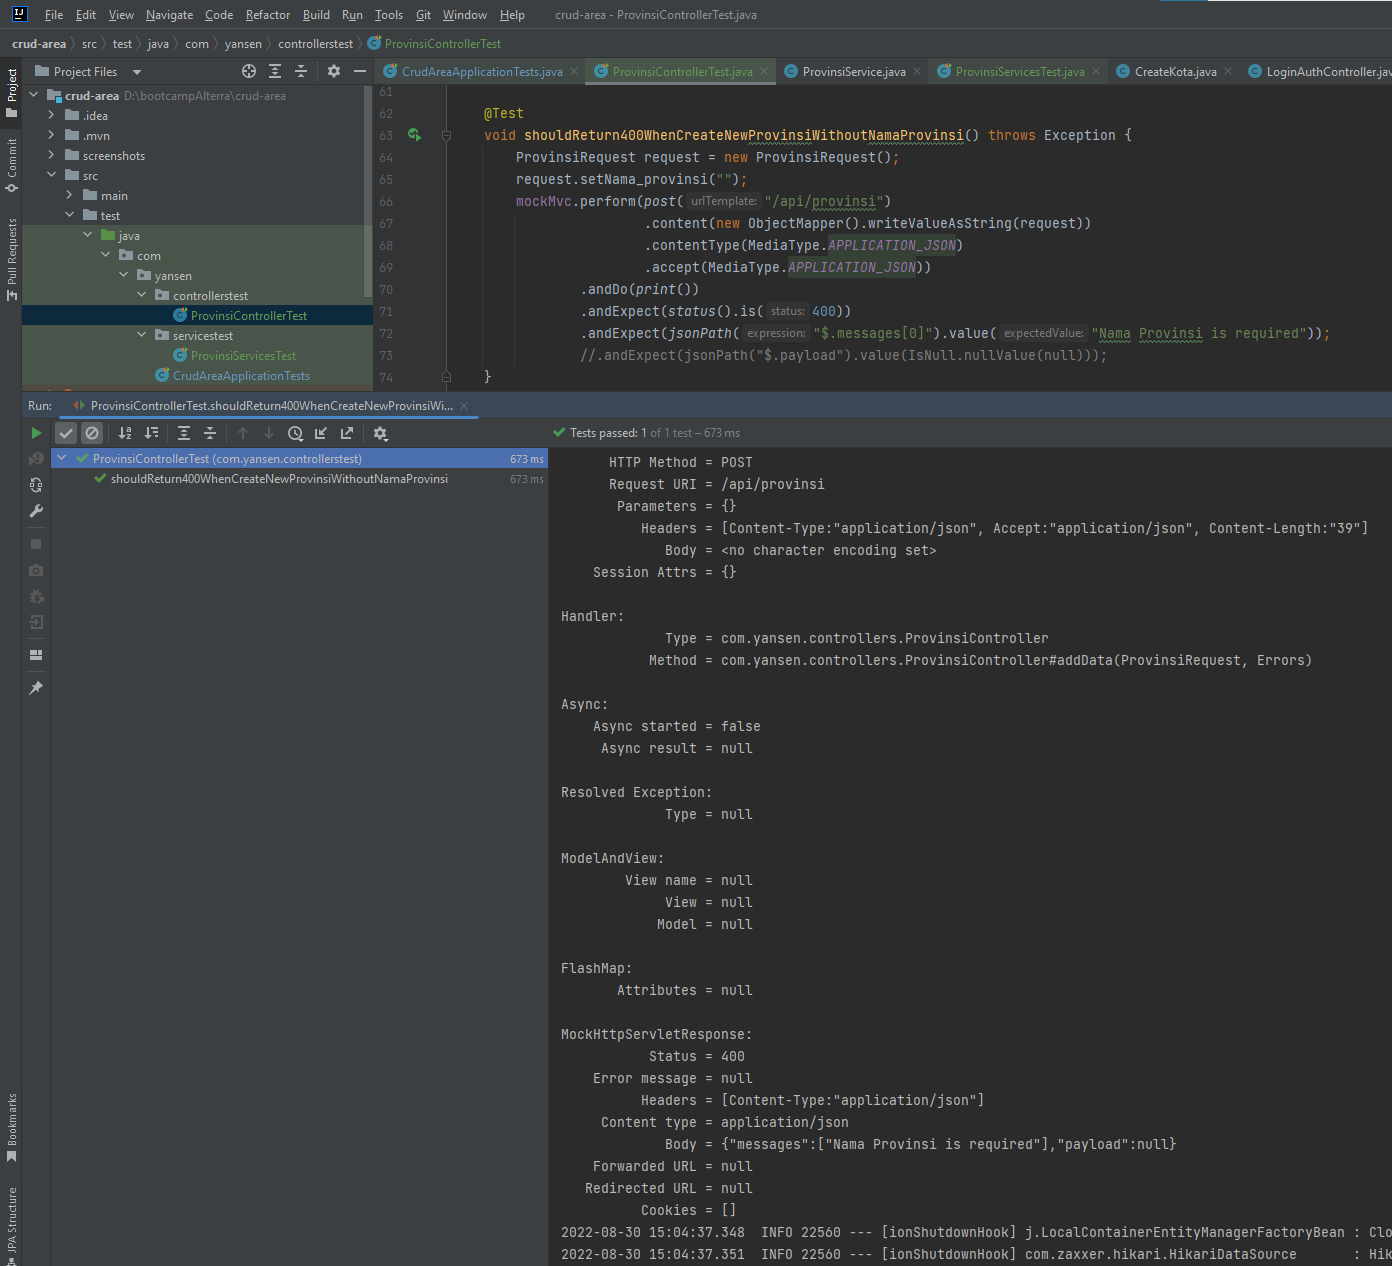 File Edit View Navigate Code Refactor Build Run Tools Git Window Help crud-area - ProvinsiControllerTest.java
crud-area src test java com yansen controllerstest ProvinsiControllerTest
Project Files
CrudAreaApplicationTests.java ProvinsiControllerTest.java ProvinsiService.java ProvinsiServicesTest.java CreateKota.java LoginAuthController.jav
Project
Commit
Pull Requests
crud-area D:\bootcampAlterra\crud-area
.idea
.mvn
screenshots
src
main
test
java
com
yansen
controllerstest
ProvinsiControllerTest
servicestest
ProvinsiServicesTest
CrudAreaApplicationTests
61
62 @Test
63 void shouldReturn400WhenCreateNewProvinsiWithoutNamaProvinsi() throws Exception {
64 ProvinsiRequest request = new ProvinsiRequest();
65 request.setNama_provinsi("");
66 mockMvc.perform(post( urlTemplate: "/api/provinsi")
67 .content(new ObjectMapper().writeValueAsString(request))
68 .contentType(MediaType.APPLICATION_JSON)
69 .accept(MediaType.APPLICATION_JSON))
70 .andDo(print())
71 .andExpect(status().is( status: 400))
72 .andExpect(jsonPath( expression: "$.messages[0]").value( expectedValue: "Nama Provinsi is required"));
73 //.andExpect(jsonPath("$.payload").value(IsNull.nullValue(null)));
74 }
Run: ProvinsiControllerTest.shouldReturn400WhenCreateNewProvinsiWi...
Tests passed: 1 of 1 test – 673 ms
ProvinsiControllerTest (com.yansen.controllerstest) 673 ms
shouldReturn400WhenCreateNewProvinsiWithoutNamaProvinsi 673 ms
HTTP Method = POST
Request URI = /api/provinsi
Parameters = {}
Headers = [Content-Type:"application/json", Accept:"application/json", Content-Length:"39"]
Body = <no character encoding set>
Session Attrs = {}
Handler:
Type = com.yansen.controllers.ProvinsiController
Method = com.yansen.controllers.ProvinsiController#addData(ProvinsiRequest, Errors)
Async:
Async started = false
Async result = null
Resolved Exception:
Type = null
ModelAndView:
View name = null
View = null
Model = null
FlashMap:
Attributes = null
MockHttpServletResponse:
Status = 400
Error message = null
Headers = [Content-Type:"application/json"]
Content type = application/json
Body = {"messages":["Nama Provinsi is required"],"payload":null}
Forwarded URL = null
Redirected URL = null
Cookies = []
2022-08-30 15:04:37.348 INFO 22560 --- [ionShutdownHook] j.LocalContainerEntityManagerFactoryBean : Clo
2022-08-30 15:04:37.351 INFO 22560 --- [ionShutdownHook] com.zaxxer.hikari.HikariDataSource : Hik
Bookmarks
JPA Structure